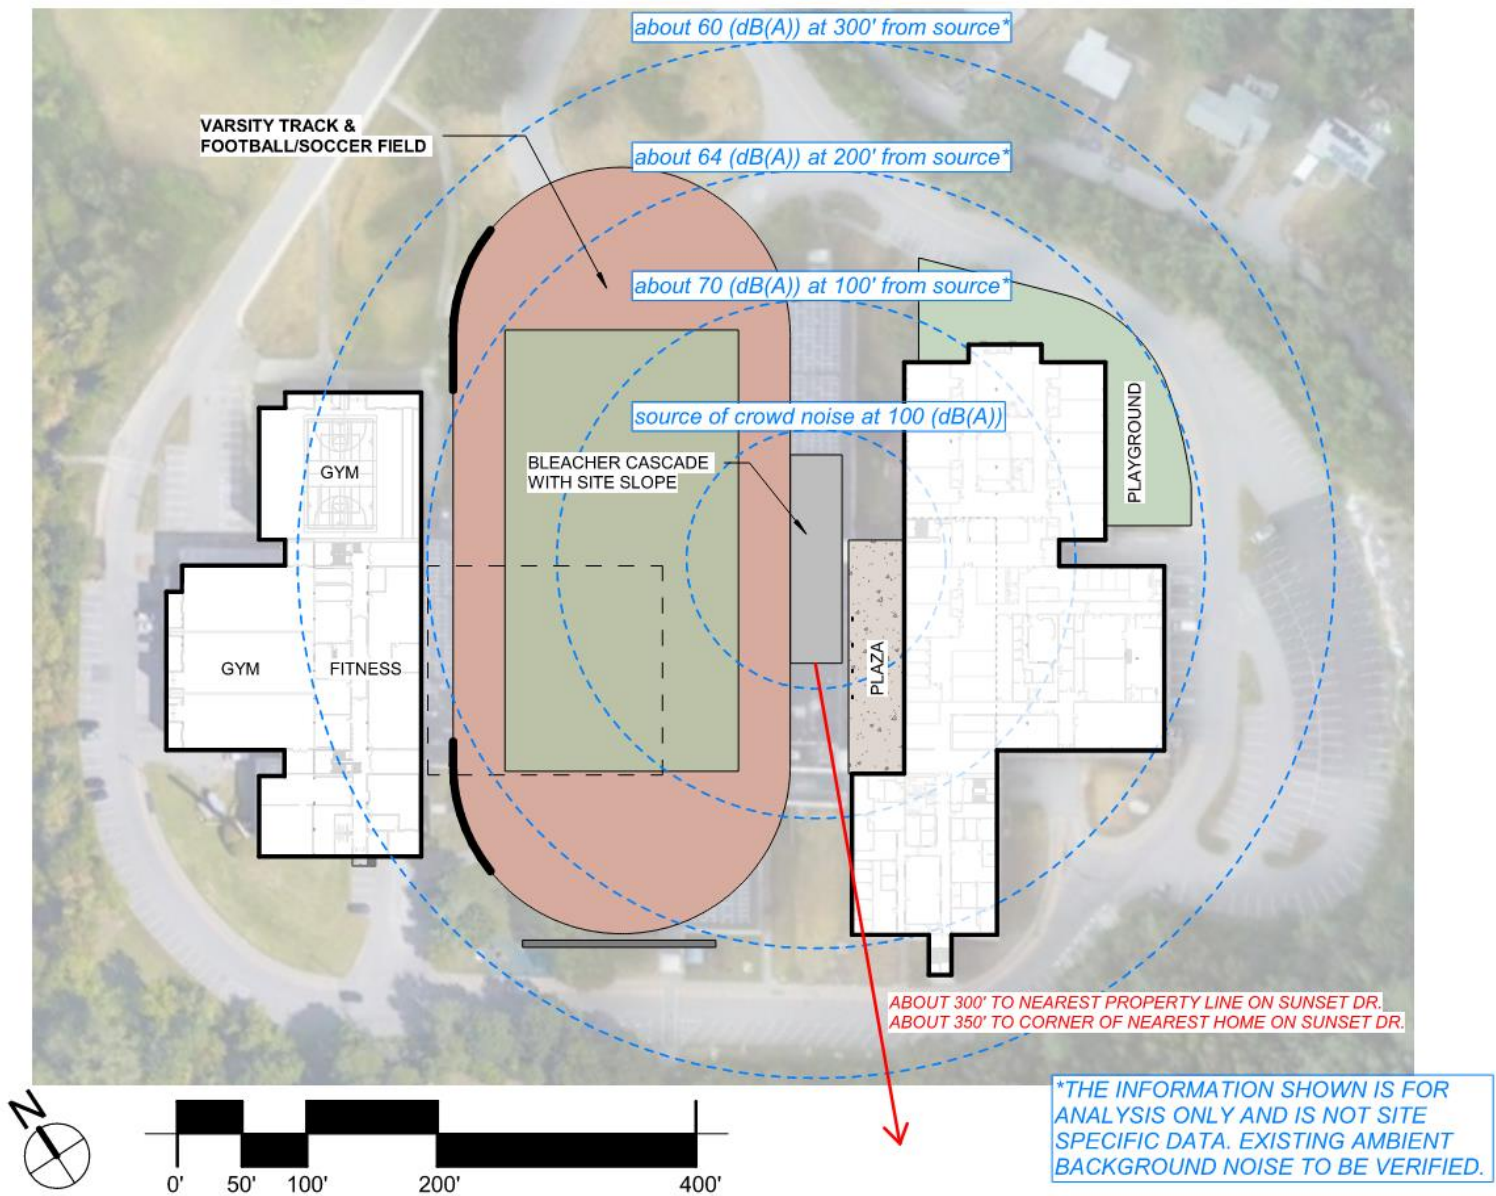 about 60 (dB(A)) at 300' from source*
VARSITY TRACK &
FOOTBALL/SOCCER FIELD
about 64 (dB(A)) at 200' from source*
about 70 (dB(A)) at 100' from source*
source of crowd noise at 100 (dB(A))
BLEACHER CASCADE
WITH SITE SLOPE
PLAYGROUND
GYM
GYM
FITNESS
PLAZA
ABOUT 300' TO NEAREST PROPERTY LINE ON SUNSET DR.
ABOUT 350' TO CORNER OF NEAREST HOME ON SUNSET DR.
*THE INFORMATION SHOWN IS FOR
ANALYSIS ONLY AND IS NOT SITE
SPECIFIC DATA. EXISTING AMBIENT
BACKGROUND NOISE TO BE VERIFIED.
N
0' 50' 100' 200' 400'